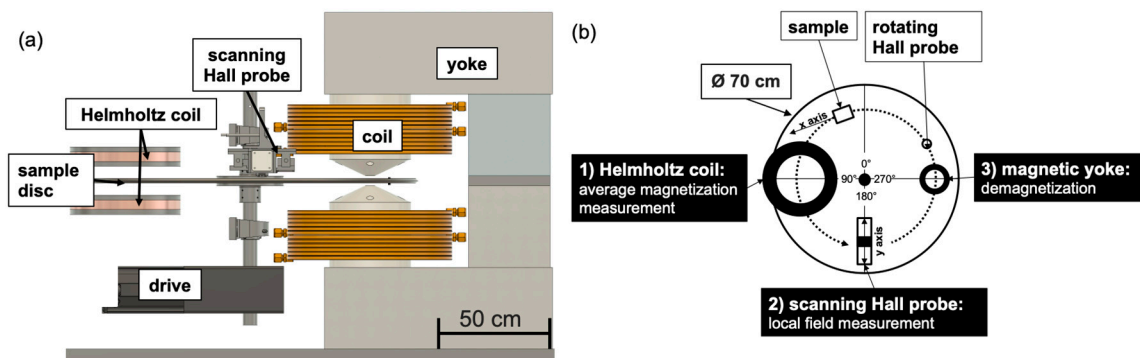 (a)
scanning
Hall probe
yoke
Helmholtz coil
coil
sample
disc
drive
50 cm
(b)
sample
rotating
Hall probe
Ø 70 cm
x axis
1) Helmholtz coil:
average magnetization
measurement
0°
90°
270°
180°
3) magnetic yoke:
demagnetization
y axis
2) scanning Hall probe:
local field measurement